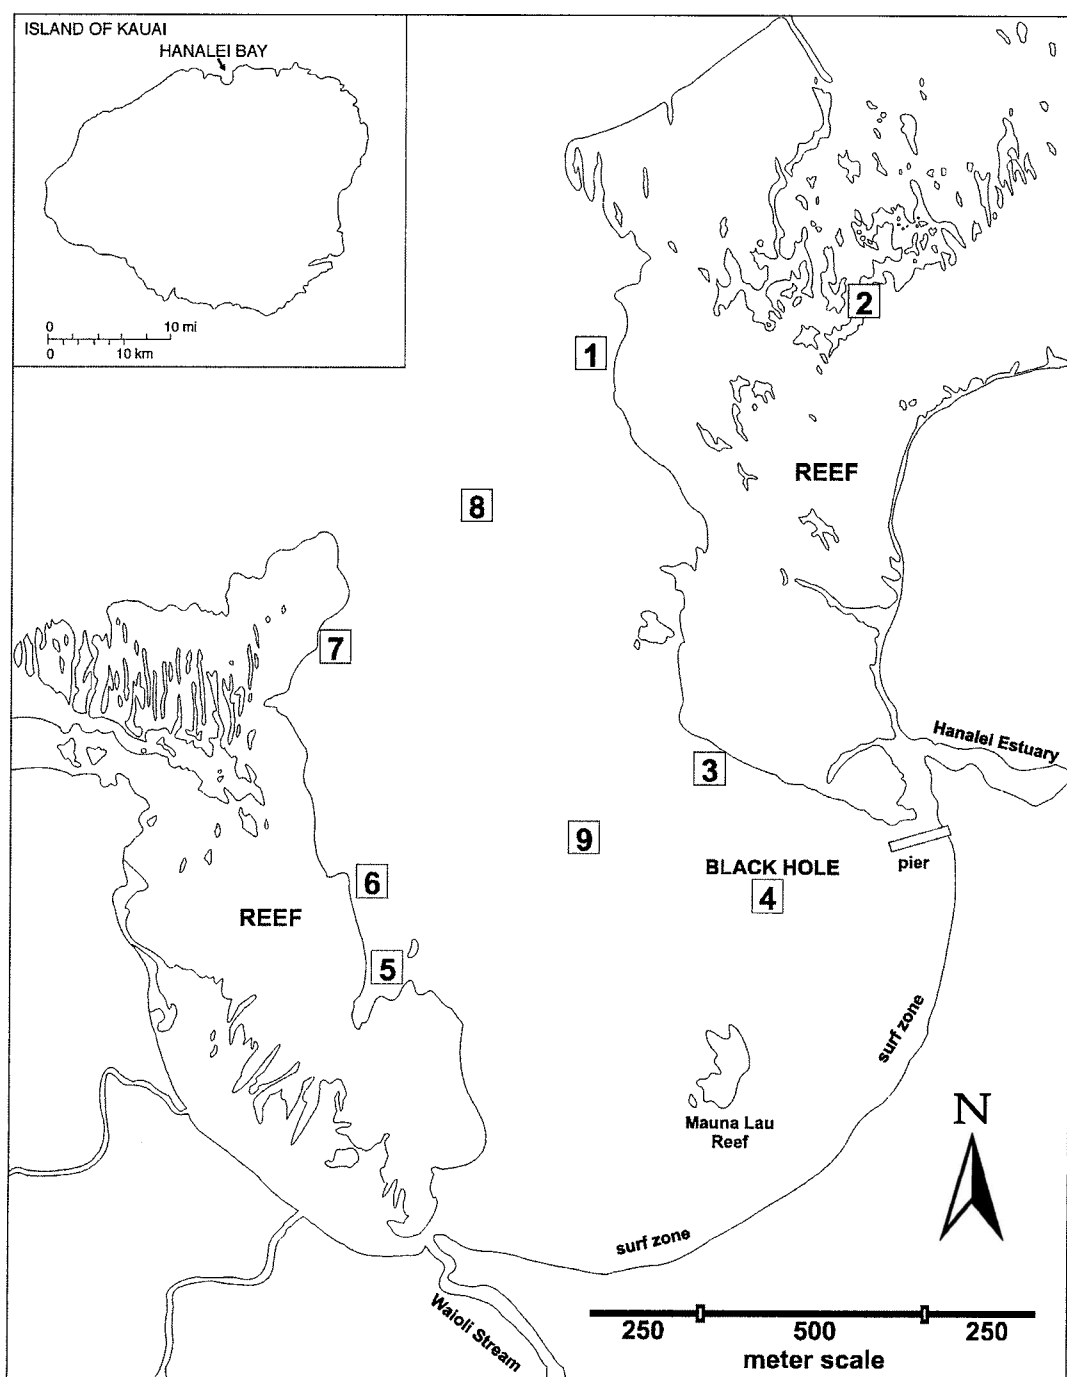 ISLAND OF KAUAI
HANALEI BAY
0 10 mi
0 10 km
2
1
REEF
8
7
Hanalei Estuary
3
9
BLACK HOLE
pier
4
6
REEF
5
surf zone
Mauna Lau
Reef
N
surf zone
Waioli Stream
250 500 250
meter scale